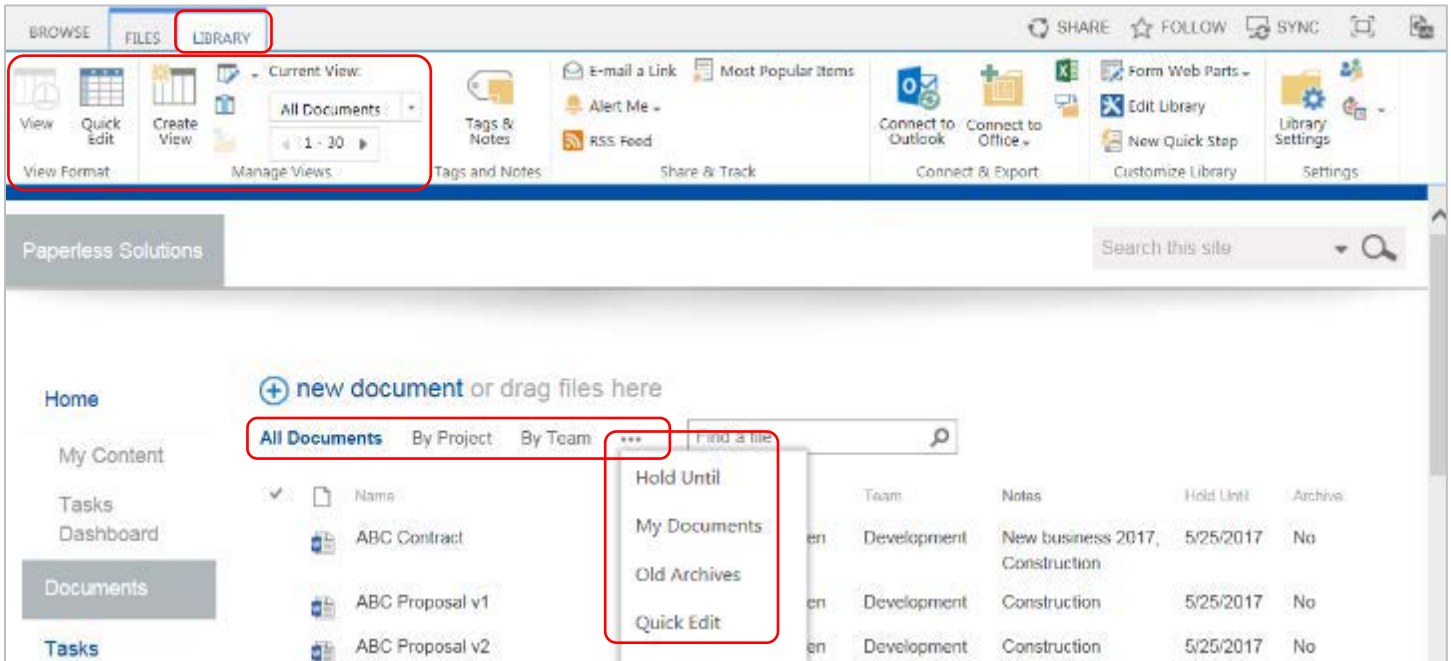 BROWSE FILES LIBRARY SHARE FOLLOW SYNC
View Quick Edit Create View Current View: All Documents 1 - 30 Tags & Notes E-mail a Link Most Popular Items
Alert Me
RSS Feed
Connect to Outlook Connect to Office Form Web Parts
Edit Library
New Quick Step
Library Settings
View Format Manage Views Tags and Notes Share & Track Connect & Export Customize Library Settings
Paperless Solutions Search this site
Home
My Content
Tasks Dashboard
Documents
Tasks
new document or drag files here
All Documents By Project By Team ... Find a file
Hold Until
My Documents
Old Archives
Quick Edit
Name Team Notes Hold Until Archive
ABC Contract en Development New business 2017, 5/25/2017 No
Construction
ABC Proposal v1 en Development Construction 5/25/2017 No
ABC Proposal v2 en Development Construction 5/25/2017 No